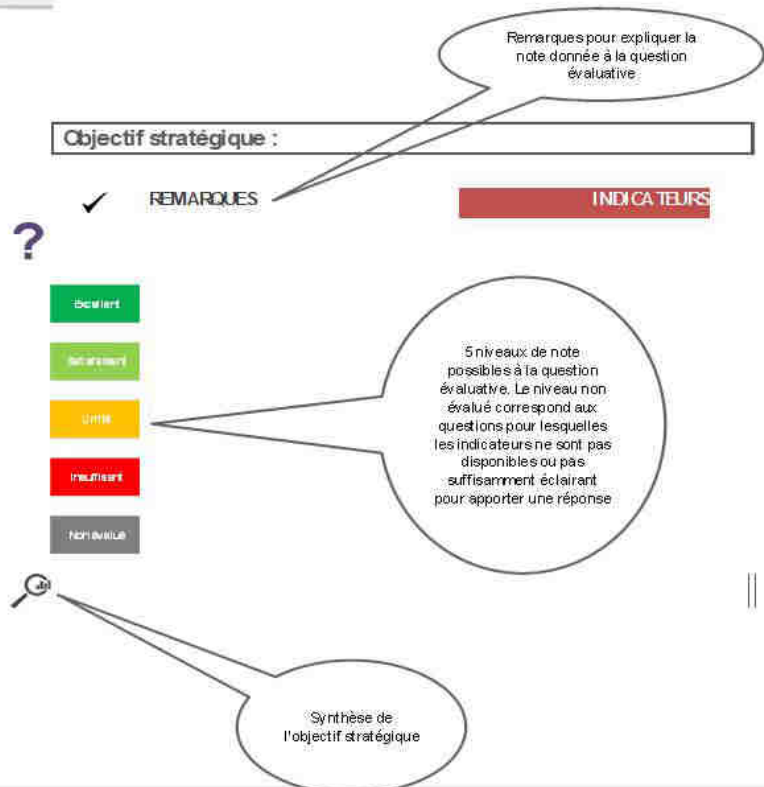 Remarques pour expliquer la
note donnée à la question
évaluative
Objectif stratégique :
✓ REMARQUES
INDICATEURS
?
Excellent
Satisfaisant
Limité
Insuffisant
Non évalué
5 niveaux de note
possibles à la question
évaluative. Le niveau non
évalué correspond aux
questions pour lesquelles
les indicateurs ne sont pas
disponibles ou pas
suffisamment éclairant
pour apporter une réponse
Synthèse de
l'objectif stratégique